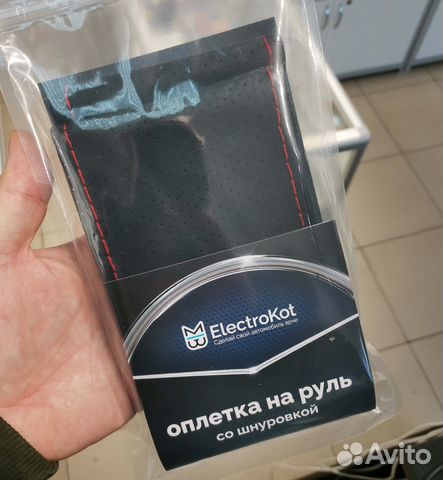 ElectroKot
Сделай свой автомобиль ярче
оплетка на руль
со шнуровкой
Avito